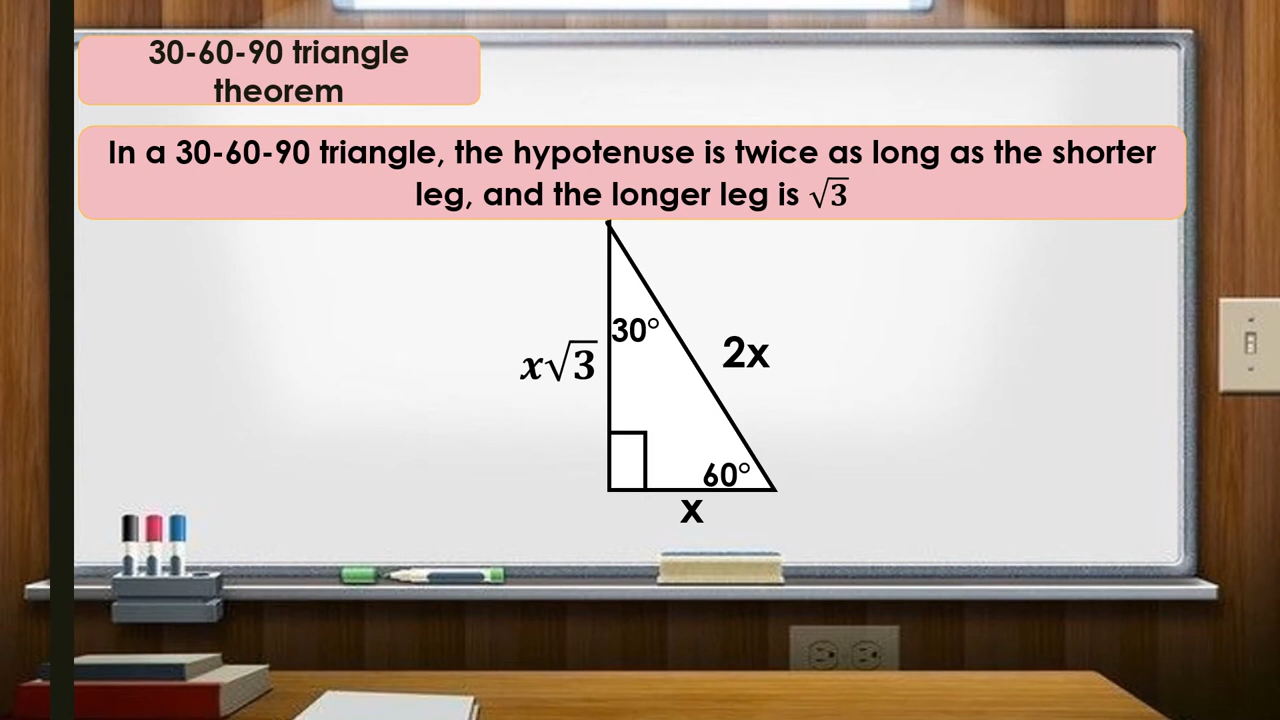 30-60-90 triangle
theorem
In a 30-60-90 triangle, the hypotenuse is twice as long as the shorter
leg, and the longer leg is √3
30°
x√3
2x
60°
x